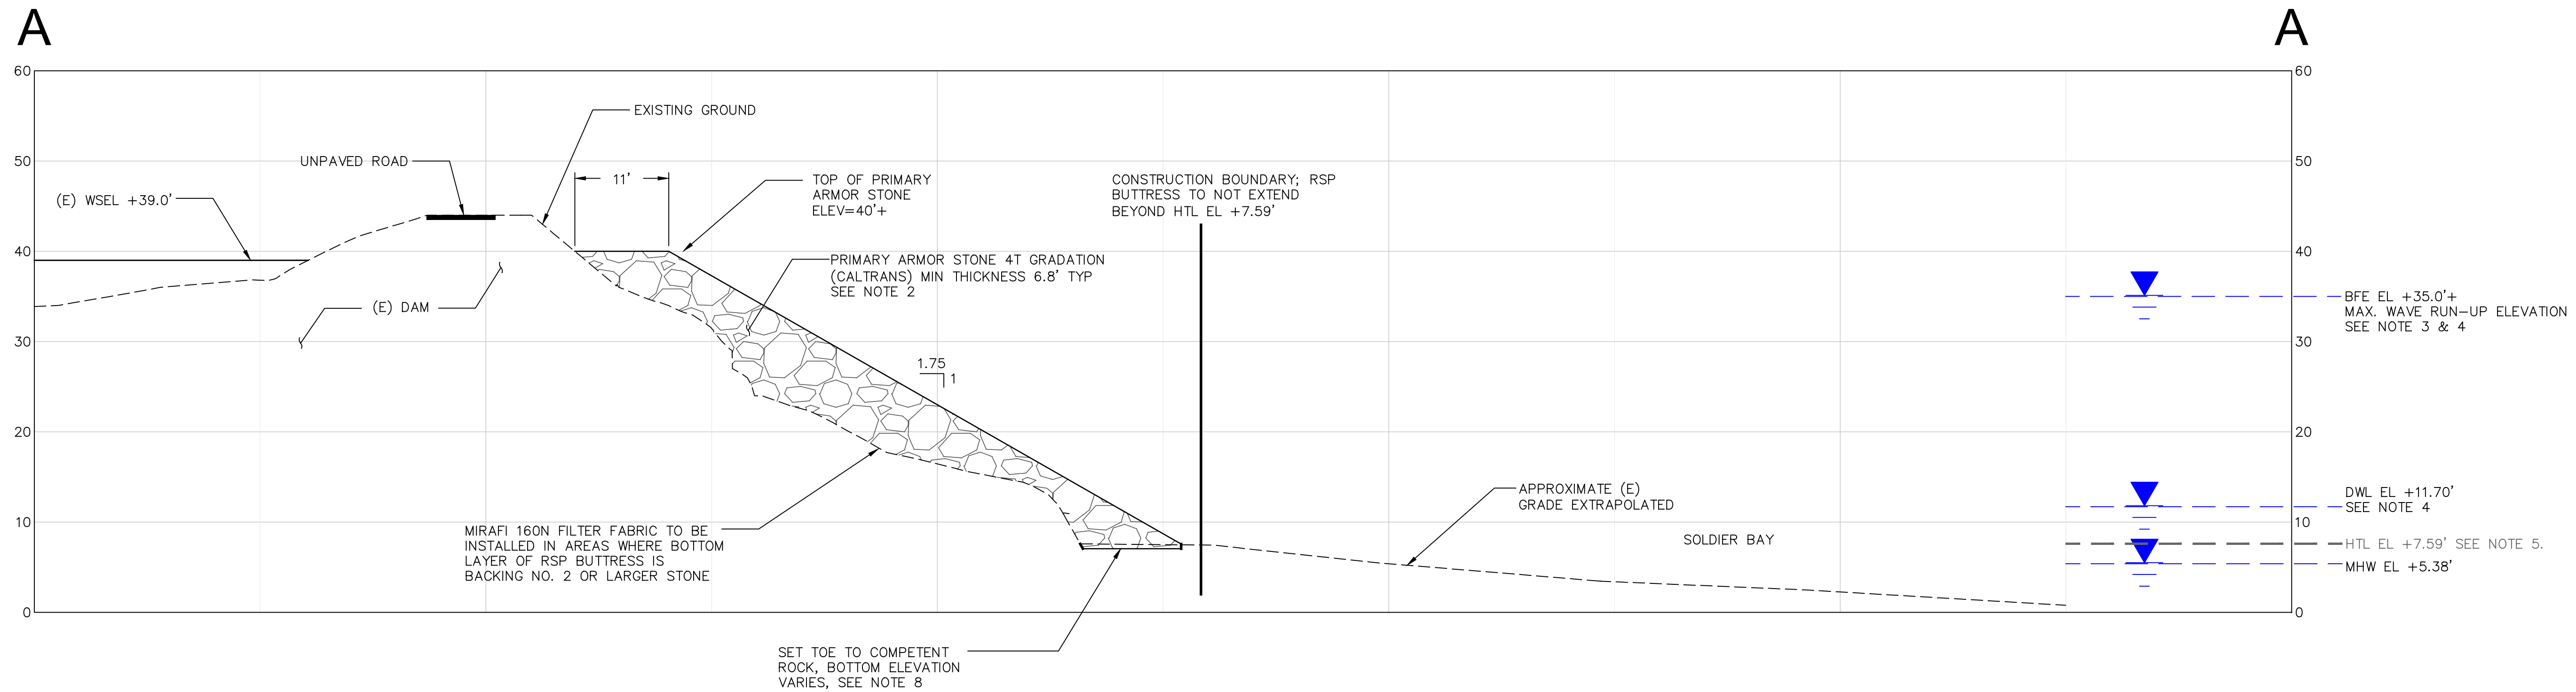 A
A
60
60
EXISTING GROUND
50
UNPAVED ROAD
50
(E) WSEL +39.0'
11'
TOP OF PRIMARY
ARMOR STONE
ELEV=40'+
CONSTRUCTION BOUNDARY; RSP
BUTTRESS TO NOT EXTEND
BEYOND HTL EL +7.59'
40
40
PRIMARY ARMOR STONE 4T GRADATION
(CALTRANS) MIN THICKNESS 6.8' TYP
SEE NOTE 2
(E) DAM
BFE EL +35.0'+
MAX. WAVE RUN-UP ELEVATION
SEE NOTE 3 & 4
30
30
1.75
1
20
20
APPROXIMATE (E)
GRADE EXTRAPOLATED
DWL EL +11.70'
SEE NOTE 4
10
10
MIRAFI 160N FILTER FABRIC TO BE
INSTALLED IN AREAS WHERE BOTTOM
LAYER OF RSP BUTTRESS IS
BACKING NO. 2 OR LARGER STONE
SOLDIER BAY
HTL EL +7.59' SEE NOTE 5.
MHW EL +5.38'
0
0
SET TOE TO COMPETENT
ROCK, BOTTOM ELEVATION
VARIES, SEE NOTE 8